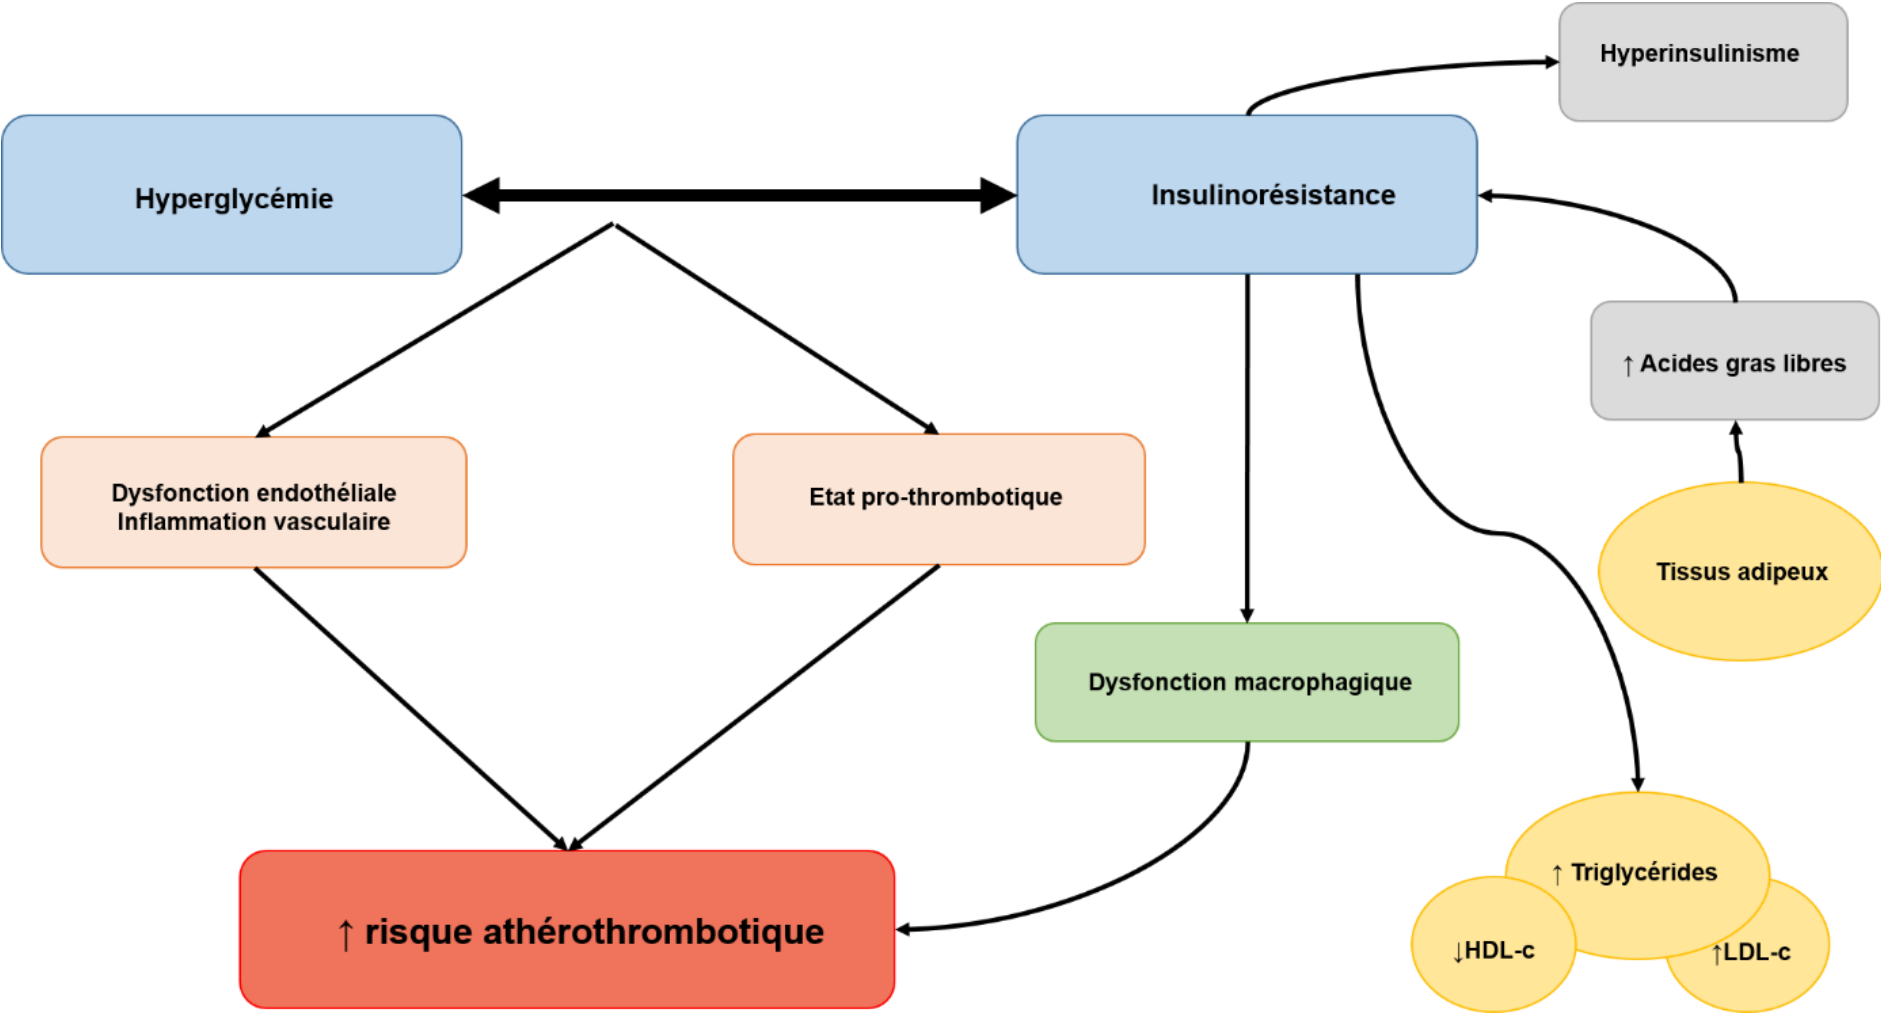 Hyperinsulinisme
Hyperglycémie
Insulinorésistance
↑ Acides gras libres
Dysfonction endothéliale
Inflammation vasculaire
Etat pro-thrombotique
Tissus adipeux
Dysfonction macrophagique
↑ Triglycérides
↑ risque athérothrombotique
↓HDL-c
↑LDL-c